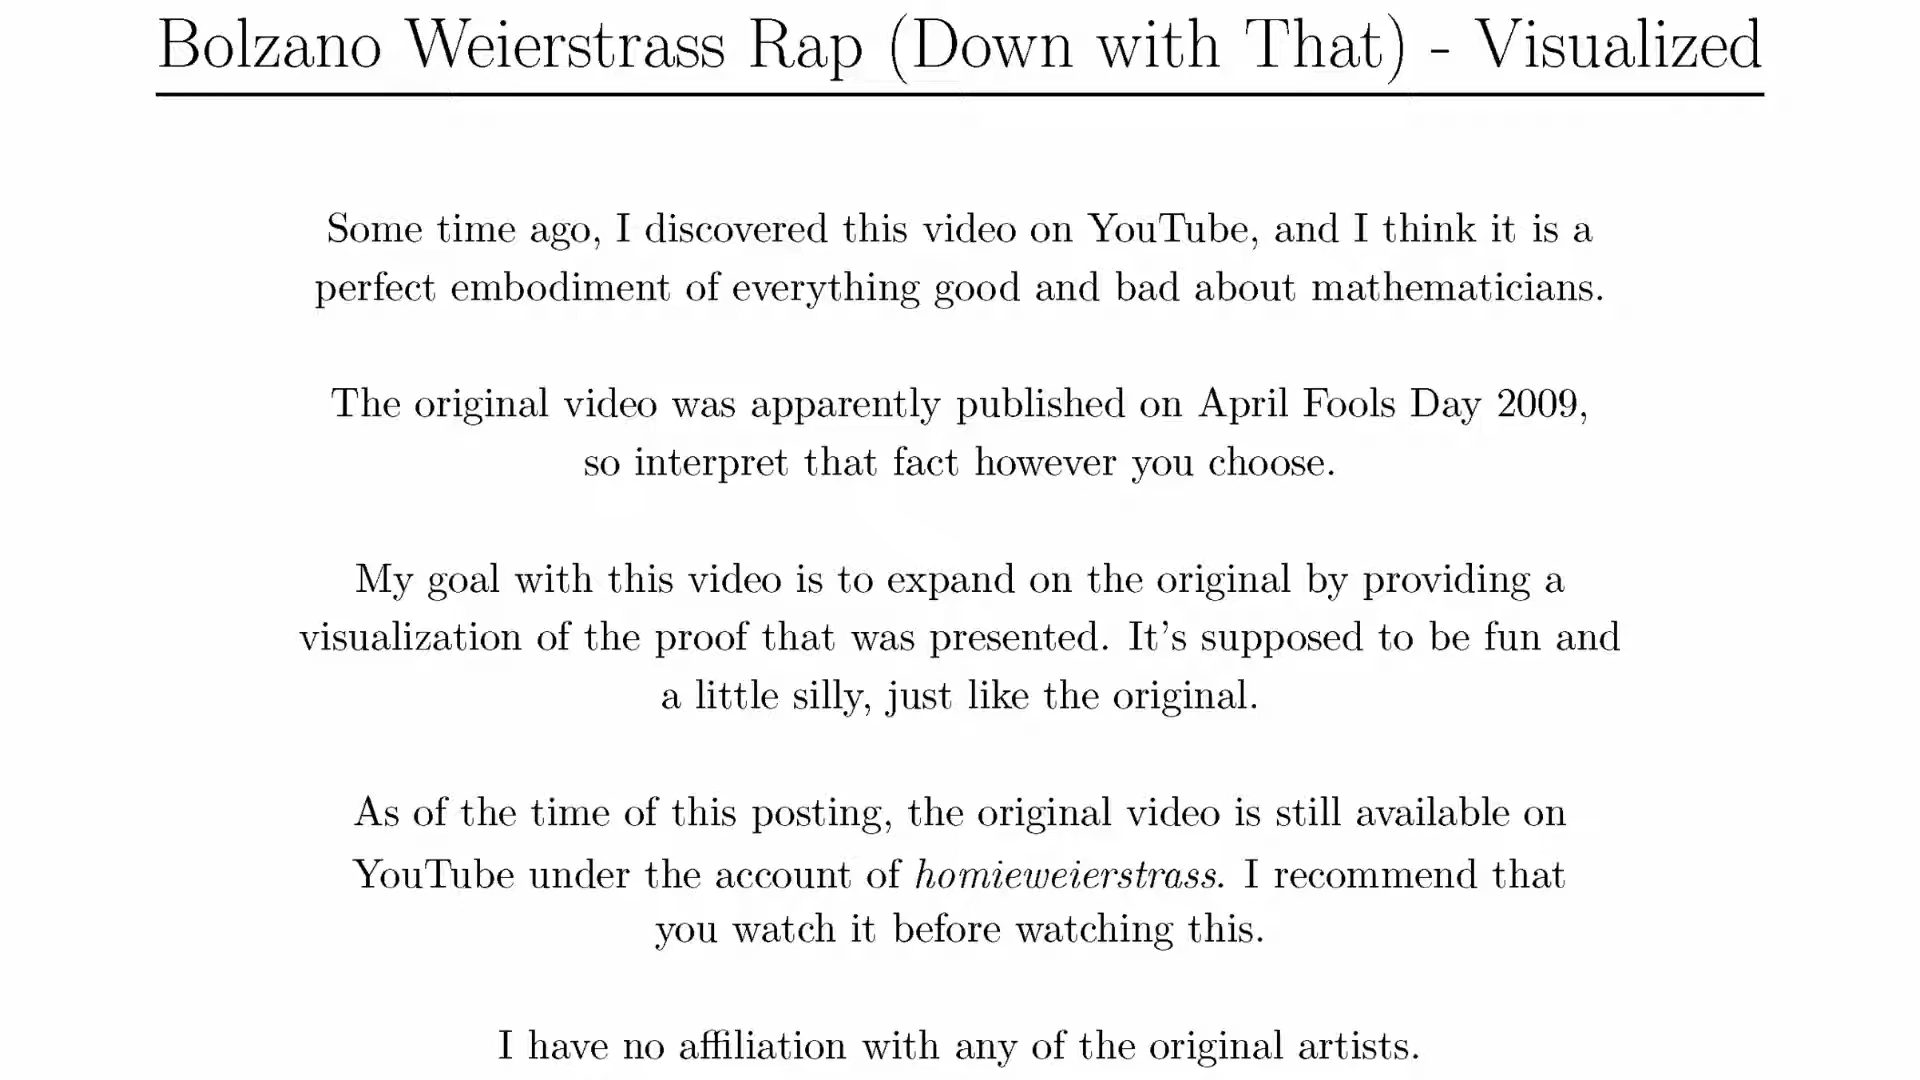 Bolzano Weierstrass Rap (Down with That) - Visualized
Some time ago, I discovered this video on YouTube, and I think it is a
perfect embodiment of everything good and bad about mathematicians.
The original video was apparently published on April Fools Day 2009,
so interpret that fact however you choose.
My goal with this video is to expand on the original by providing a
visualization of the proof that was presented. It's supposed to be fun and
a little silly, just like the original.
As of the time of this posting, the original video is still available on
YouTube under the account of homieweierstrass. I recommend that
you watch it before watching this.
I have no affiliation with any of the original artists.